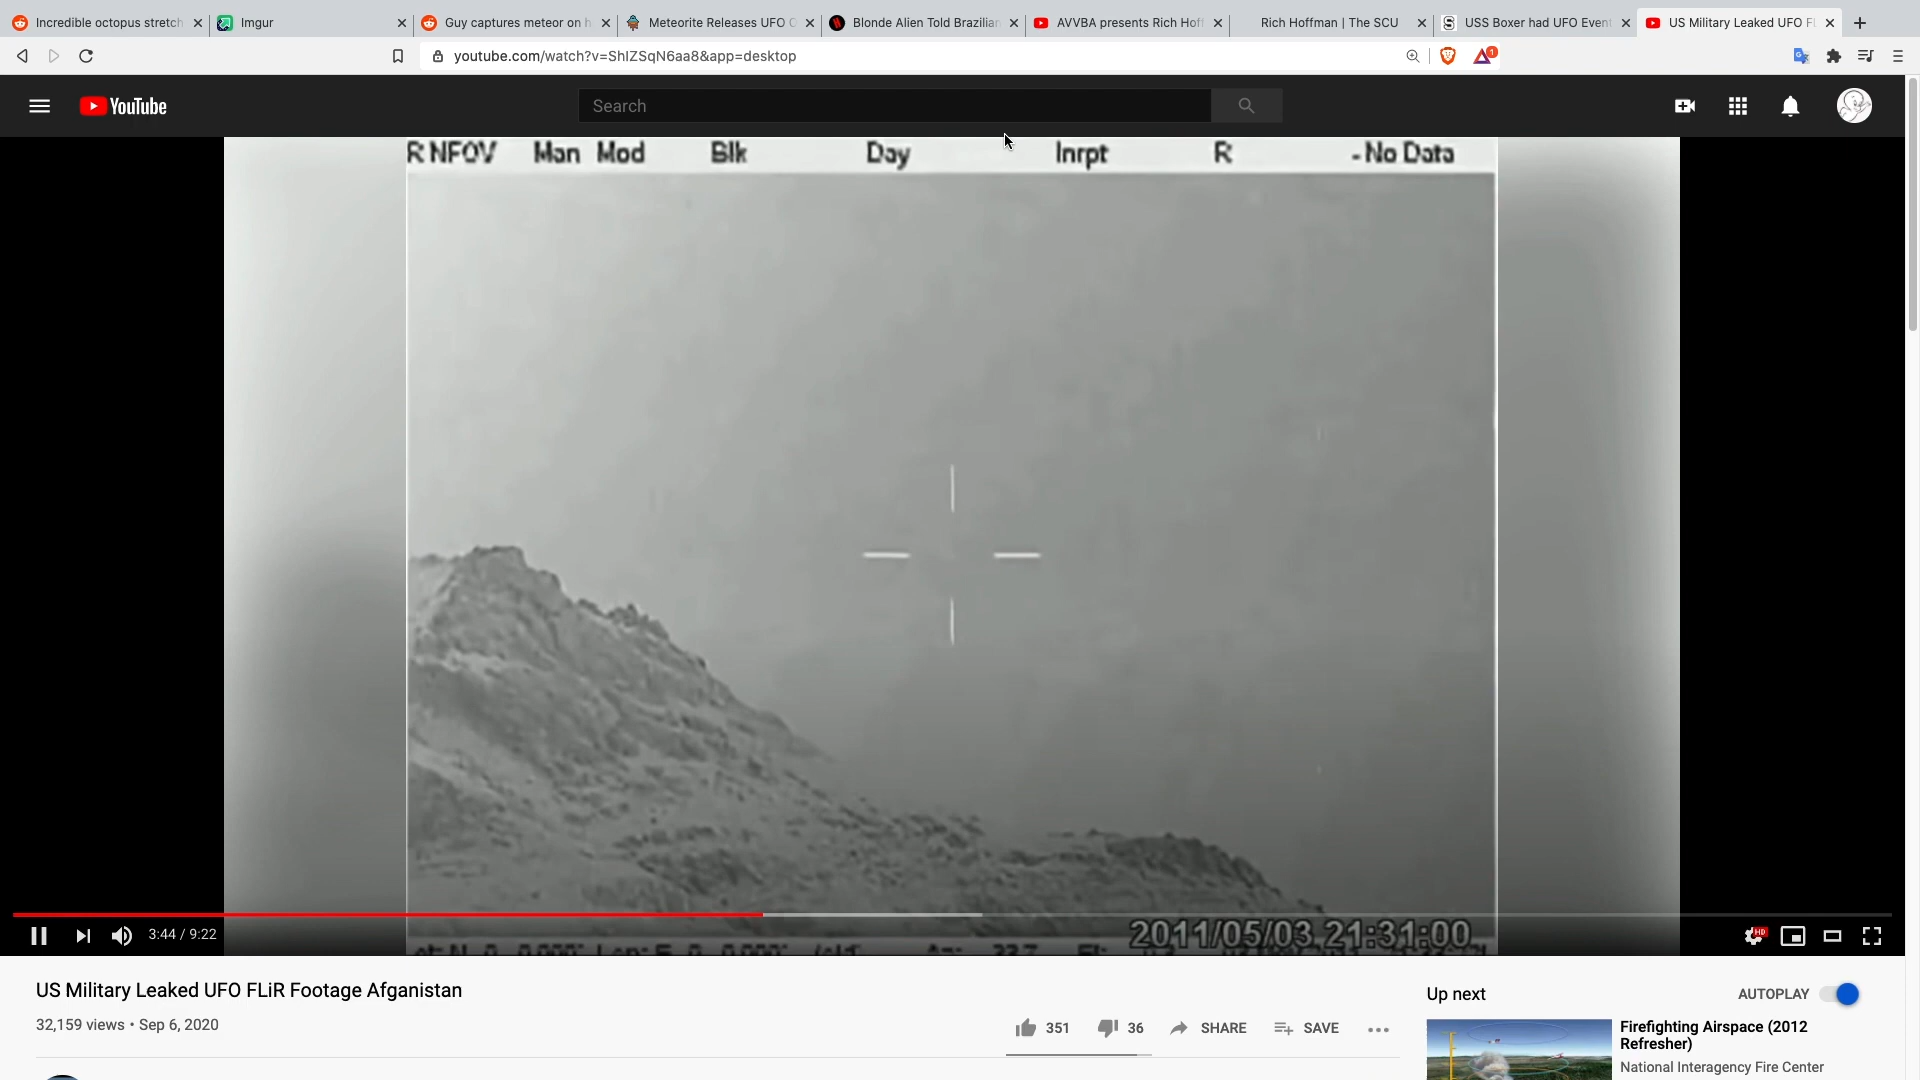 Incredible octopus stretch
Imgur
Guy captures meteor on h
Meteorite Releases UFO C
Blonde Alien Told Brazilian
AVVBA presents Rich Hoff
Rich Hoffman | The SCU
USS Boxer had UFO Event
US Military Leaked UFO Fl
youtube.com/watch?v=ShIZSqN6aa8&app=desktop
1
YouTube
Search
R NFOV Man Mod Blk Day Inrpt R - No Data
2011/05/03 21:31:00
3:44 / 9:22
HD
US Military Leaked UFO FLiR Footage Afganistan
32,159 views • Sep 6, 2020
351 36 SHARE SAVE
Up next AUTOPLAY
Firefighting Airspace (2012
Refresher)
National Interagency Fire Center